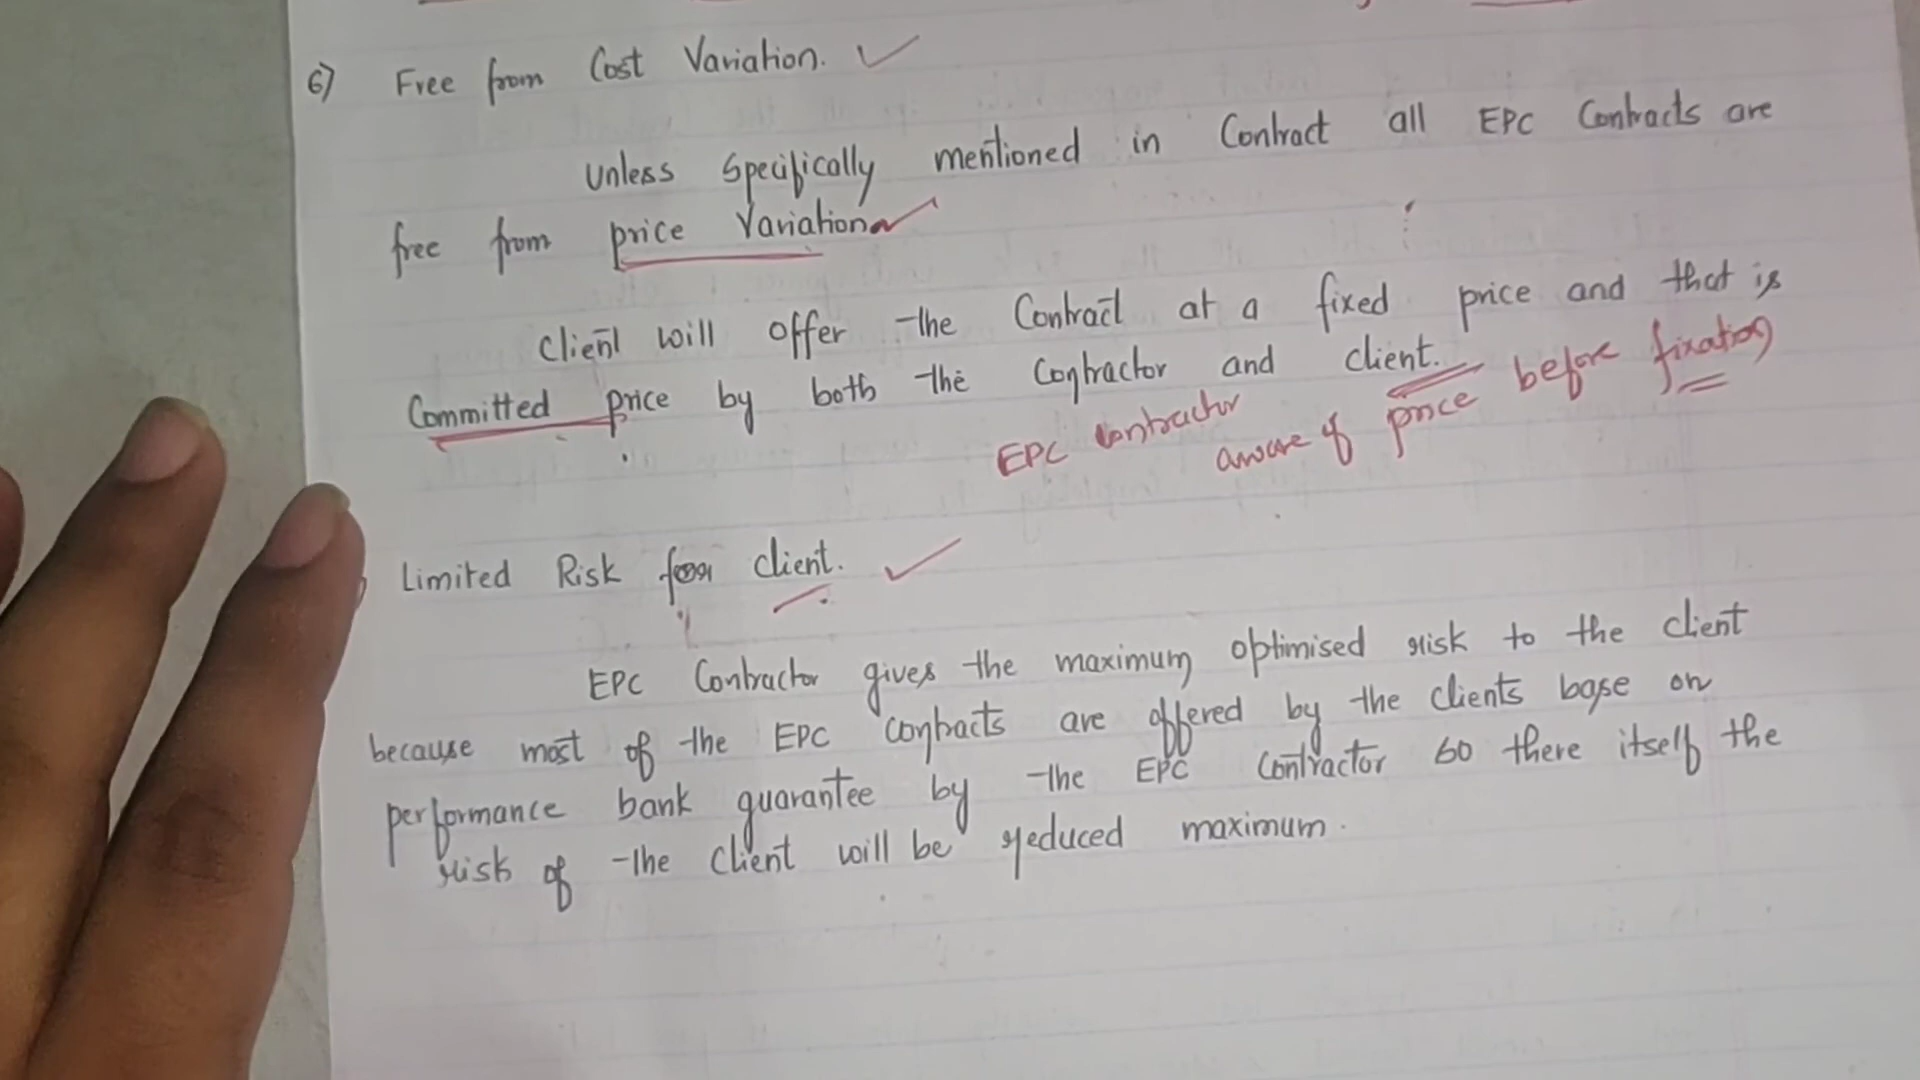 6) Free from Cost Variation.
Unless Specifically mentioned in Contract all EPC Contracts are
free from price Variation
Client will offer the Contract at a fixed price and that is
Committed price by both the Contractor and client.
EPC contractor aware of price before fixation
Limited Risk for client.
EPC Contractor gives the maximum optimised risk to the client
because most of the EPC contracts are offered by the clients base on
performance bank guarantee by the EPC Contractor so there itself the
risk of the client will be reduced maximum.